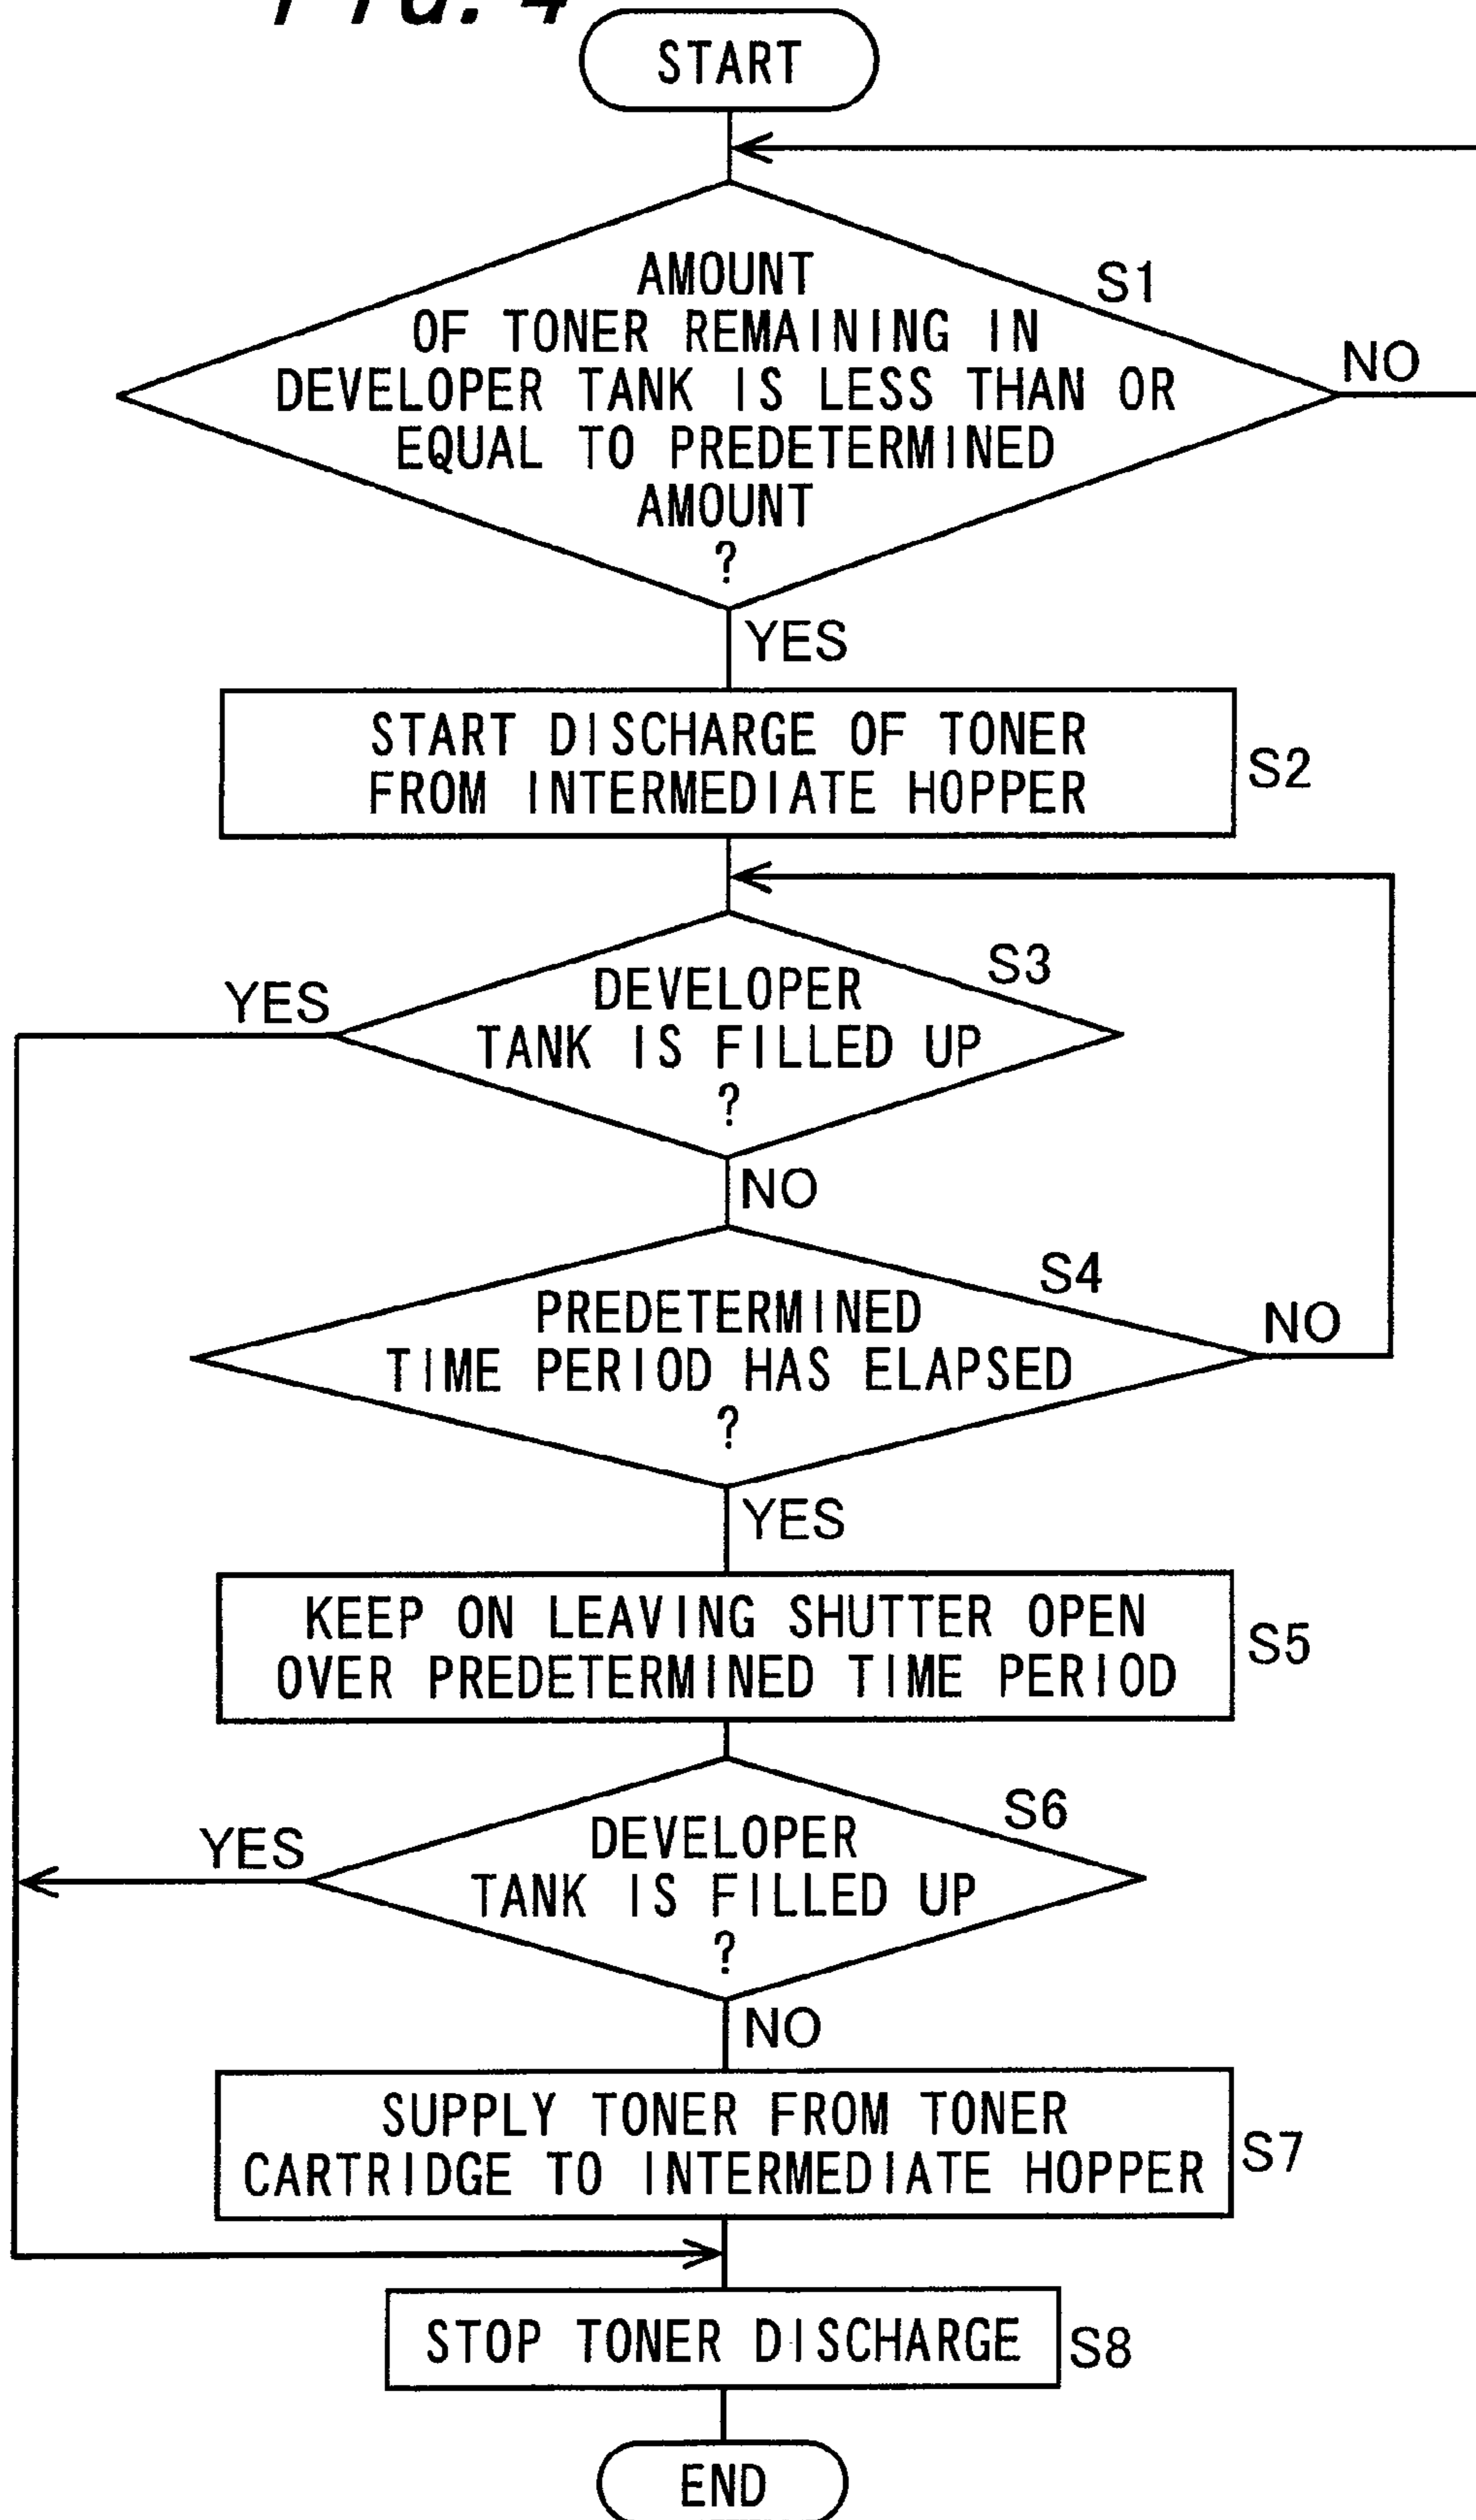 FIG. 4
START
AMOUNT
OF TONER REMAINING IN
DEVELOPER TANK IS LESS THAN OR
EQUAL TO PREDETERMINED
AMOUNT
?
S1
NO
YES
START DISCHARGE OF TONER
FROM INTERMEDIATE HOPPER
S2
DEVELOPER
TANK IS FILLED UP
?
S3
YES
NO
PREDETERMINED
TIME PERIOD HAS ELAPSED
?
S4
NO
YES
KEEP ON LEAVING SHUTTER OPEN
OVER PREDETERMINED TIME PERIOD
S5
DEVELOPER
TANK IS FILLED UP
?
S6
YES
NO
SUPPLY TONER FROM TONER
CARTRIDGE TO INTERMEDIATE HOPPER
S7
STOP TONER DISCHARGE
S8
END